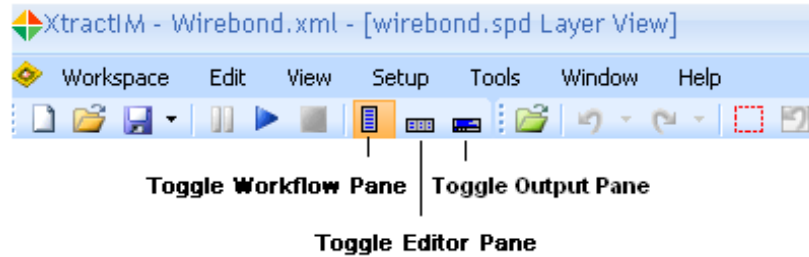 XtractIM - Wirebond.xml - [wirebond.spd Layer View]
Workspace Edit View Setup Tools Window Help
Toggle Workflow Pane Toggle Output Pane
Toggle Editor Pane